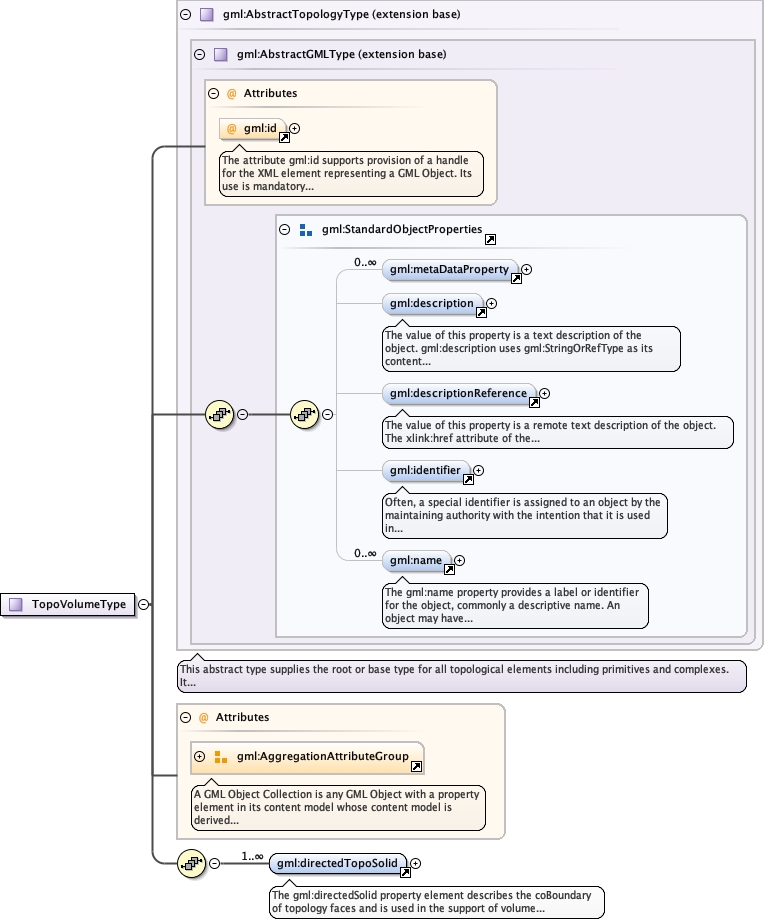 gml:AbstractTopologyType (extension base)
gml:AbstractGMLType (extension base)
@ Attributes
@ gml:id
The attribute gml:id supports provision of a handle
for the XML element representing a GML Object. Its
use is mandatory...
gml:StandardObjectProperties
0..∞
gml:metaDataProperty
gml:description
The value of this property is a text description of the
object. gml:description uses gml:StringOrRefType as its
content...
gml:descriptionReference
The value of this property is a remote text description of the object.
The xlink:href attribute of the...
gml:identifier
Often, a special identifier is assigned to an object by the
maintaining authority with the intention that it is used
in...
0..∞
gml:name
The gml:name property provides a label or identifier
for the object, commonly a descriptive name. An
object may have...
TopoVolumeType
This abstract type supplies the root or base type for all topological elements including primitives and complexes.
It...
@ Attributes
gml:AggregationAttributeGroup
A GML Object Collection is any GML Object with a property
element in its content model whose content model is
derived...
1..∞
gml:directedTopoSolid
The gml:directedSolid property element describes the coBoundary
of topology faces and is used in the support of volume...